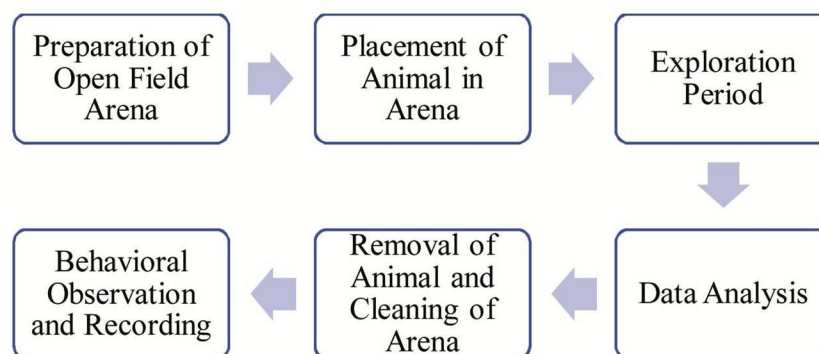 Preparation of
Open Field
Arena
Placement of
Animal in
Arena
Exploration
Period
Data Analysis
Removal of
Animal and
Cleaning of
Arena
Behavioral
Observation
and Recording